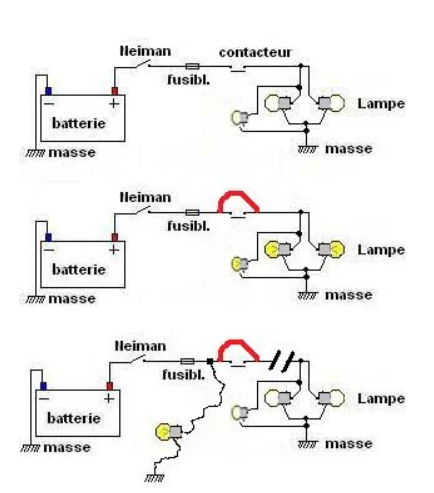 Neiman contacteur
fusibl.
Lampe
− + 
batterie
masse masse
Neiman
fusibl.
Lampe
− +
batterie
masse masse
Neiman
fusibl.
Lampe
− +
batterie
masse masse